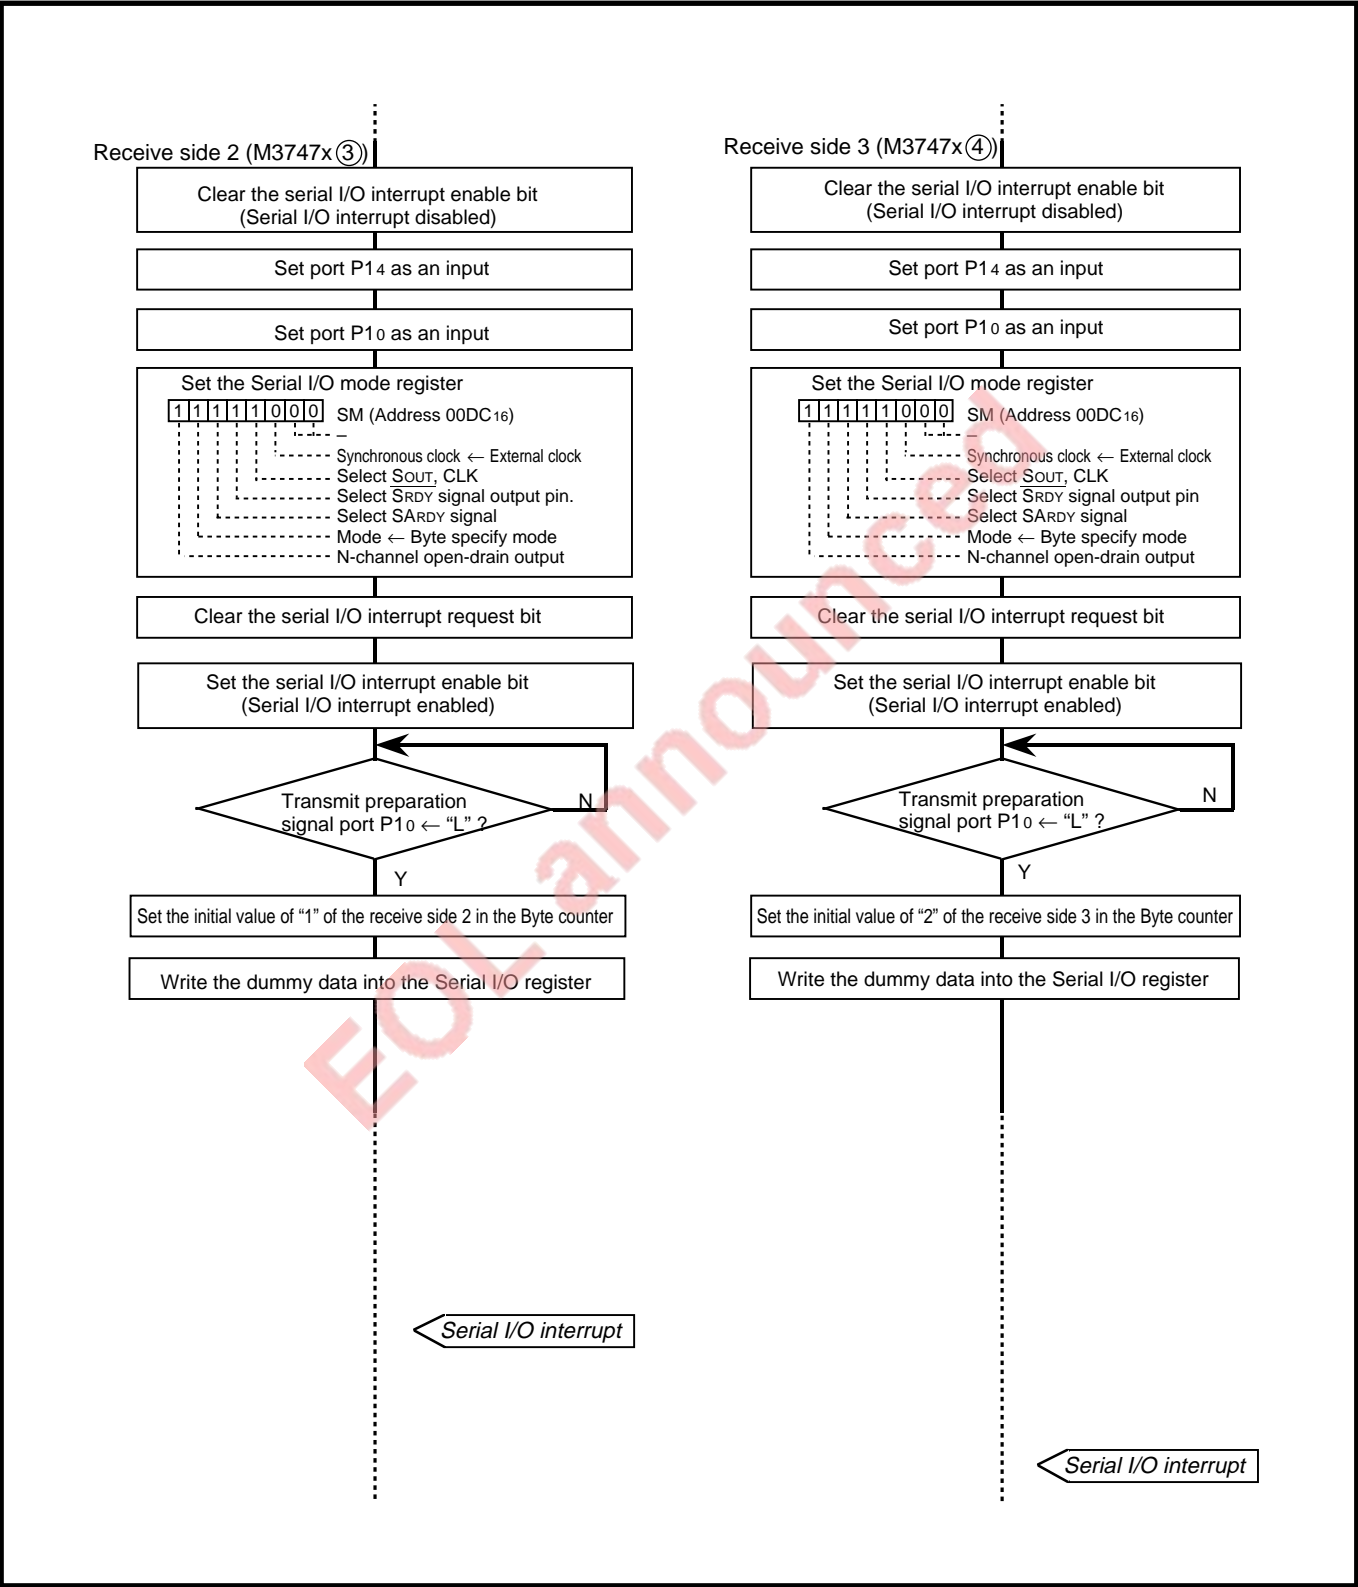 Receive side 2 (M3747x③)
Clear the serial I/O interrupt enable bit
(Serial I/O interrupt disabled)
Set port P14 as an input
Set port P10 as an input
Set the Serial I/O mode register
1 1 1 1 1 0 0 0 SM (Address 00DC16)
–
Synchronous clock ← External clock
Select SOUT, CLK
Select SRDY signal output pin.
Select SARDY signal
Mode ← Byte specify mode
N-channel open-drain output
Clear the serial I/O interrupt request bit
Set the serial I/O interrupt enable bit
(Serial I/O interrupt enabled)
Transmit preparation
signal port P10 ← “L” ?
N
Y
Set the initial value of “1” of the receive side 2 in the Byte counter
Write the dummy data into the Serial I/O register
Serial I/O interrupt
Receive side 3 (M3747x④)
Clear the serial I/O interrupt enable bit
(Serial I/O interrupt disabled)
Set port P14 as an input
Set port P10 as an input
Set the Serial I/O mode register
1 1 1 1 1 0 0 0 SM (Address 00DC16)
–
Synchronous clock ← External clock
Select SOUT, CLK
Select SRDY signal output pin
Select SARDY signal
Mode ← Byte specify mode
N-channel open-drain output
Clear the serial I/O interrupt request bit
Set the serial I/O interrupt enable bit
(Serial I/O interrupt enabled)
Transmit preparation
signal port P10 ← “L” ?
N
Y
Set the initial value of “2” of the receive side 3 in the Byte counter
Write the dummy data into the Serial I/O register
Serial I/O interrupt
EOL announced